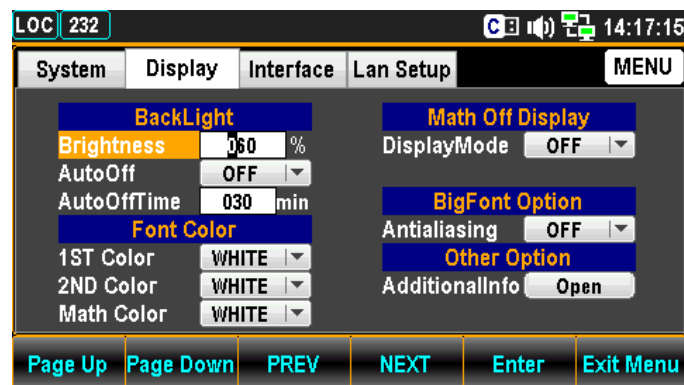 LOC 232 C 14:17:15
System Display Interface Lan Setup MENU
BackLight
Brightness 060 %
AutoOff OFF
AutoOffTime 030 min
Font Color
1ST Color WHITE
2ND Color WHITE
Math Color WHITE
Math Off Display
DisplayMode OFF
BigFont Option
Antialiasing OFF
Other Option
AdditionalInfo Open
Page Up Page Down PREV NEXT Enter Exit Menu